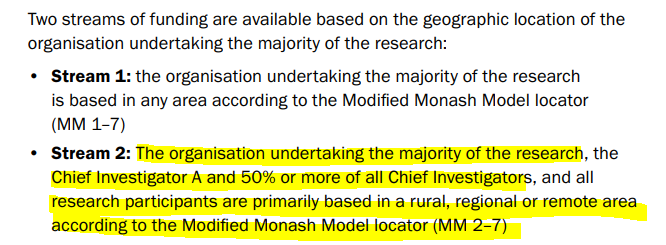 Two streams of funding are available based on the geographic location of the
organisation undertaking the majority of the research:
• Stream 1: the organisation undertaking the majority of the research
is based in any area according to the Modified Monash Model locator
(MM 1–7)
• Stream 2: The organisation undertaking the majority of the research, the
Chief Investigator A and 50% or more of all Chief Investigators, and all
research participants are primarily based in a rural, regional or remote area
according to the Modified Monash Model locator (MM 2–7)